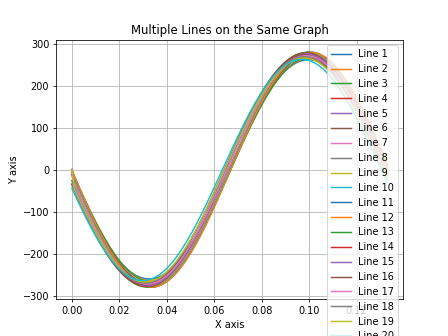 Multiple Lines on the Same Graph
300
200
100
0
−100
−200
−300
Y axis
0.00
0.02
0.04
0.06
0.08
0.10
X axis
Line 1
Line 2
Line 3
Line 4
Line 5
Line 6
Line 7
Line 8
Line 9
Line 10
Line 11
Line 12
Line 13
Line 14
Line 15
Line 16
Line 17
Line 18
Line 19
Line 20